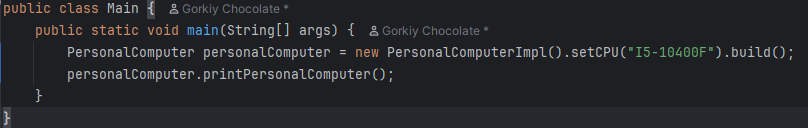 public class Main { Gorkiy Chocolate *
public static void main(String[] args) { Gorkiy Chocolate *
PersonalComputer personalComputer = new PersonalComputerImpl().setCPU("I5-10400F").build();
personalComputer.printPersonalComputer();
}
}